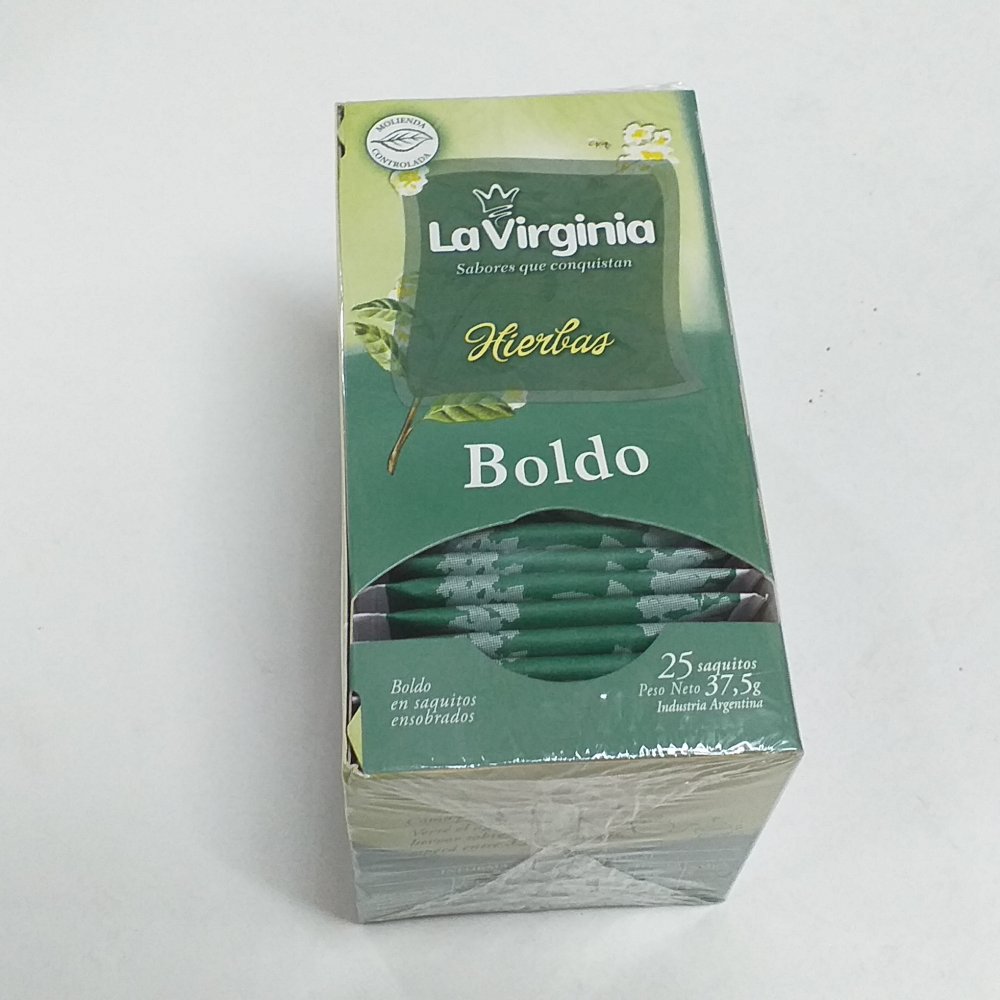 MOLIENDA
CONTROLADA
La Virginia
Sabores que conquistan
Hierbas
Boldo
Boldo
en saquitos
ensobrados
25 saquitos
Peso Neto 37,5g
Industria Argentina